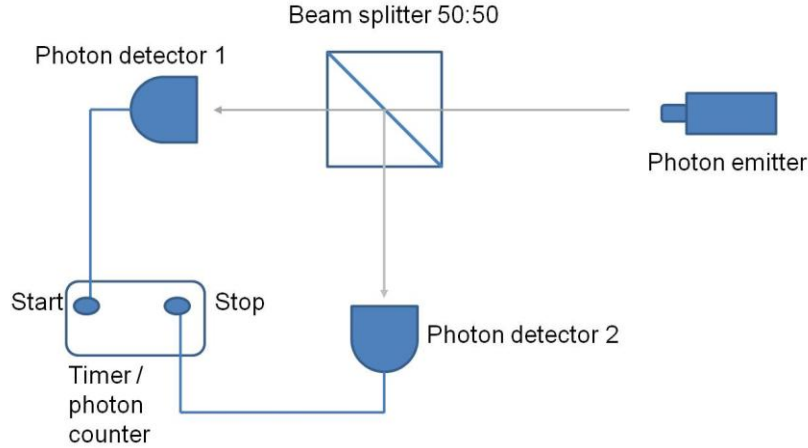 Beam splitter 50:50
Photon detector 1
Photon emitter
Start
Stop
Photon detector 2
Timer /
photon
counter